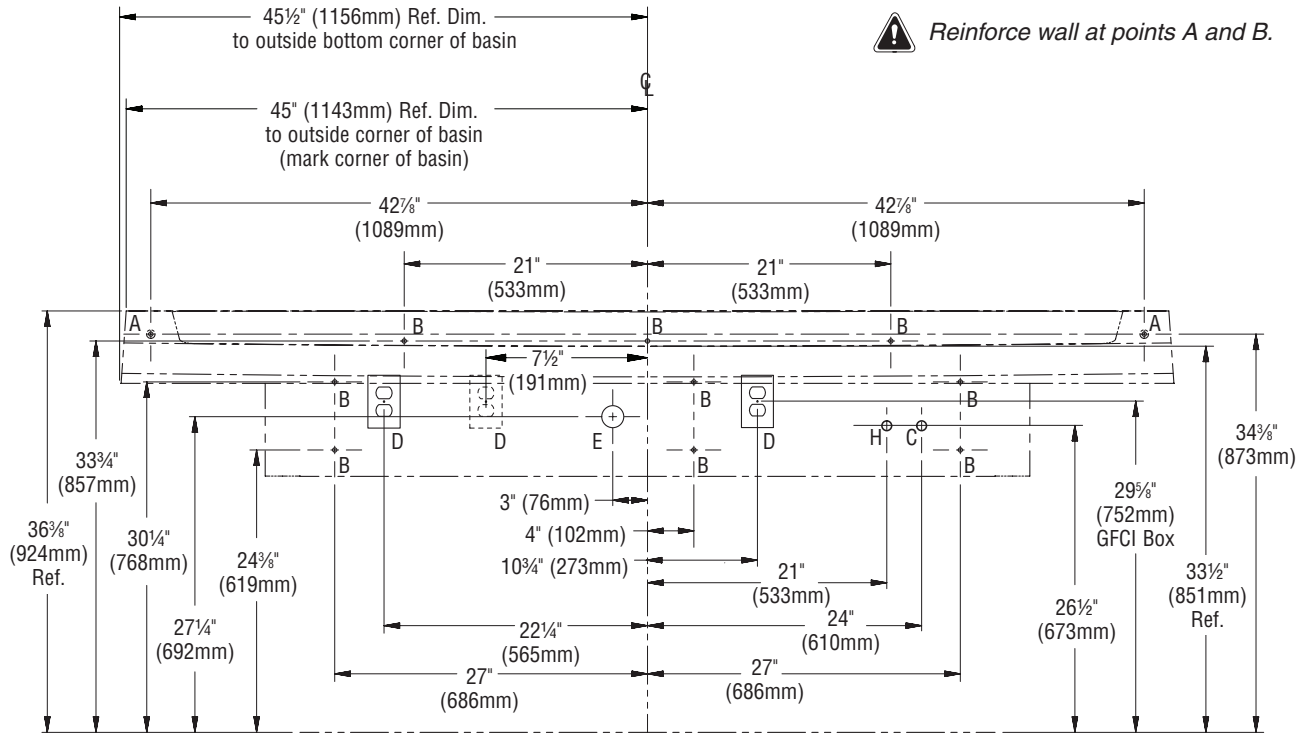 45½" (1156mm) Ref. Dim.
to outside bottom corner of basin
Reinforce wall at points A and B.
℄
45" (1143mm) Ref. Dim.
to outside corner of basin
(mark corner of basin)
42⅞"
(1089mm)
42⅞"
(1089mm)
21"
(533mm)
21"
(533mm)
A
B
B
B
A
7½"
(191mm)
B
D
D
E
B
D
H
C
B
B
B
B
33¾"
(857mm)
36⅜"
(924mm)
Ref.
30¼"
(768mm)
24⅜"
(619mm)
27¼"
(692mm)
3" (76mm)
4" (102mm)
10¾" (273mm)
21"
(533mm)
22¼"
(565mm)
24"
(610mm)
27"
(686mm)
27"
(686mm)
29⅝"
(752mm)
GFCI Box
26½"
(673mm)
33½"
(851mm)
Ref.
34⅜"
(873mm)